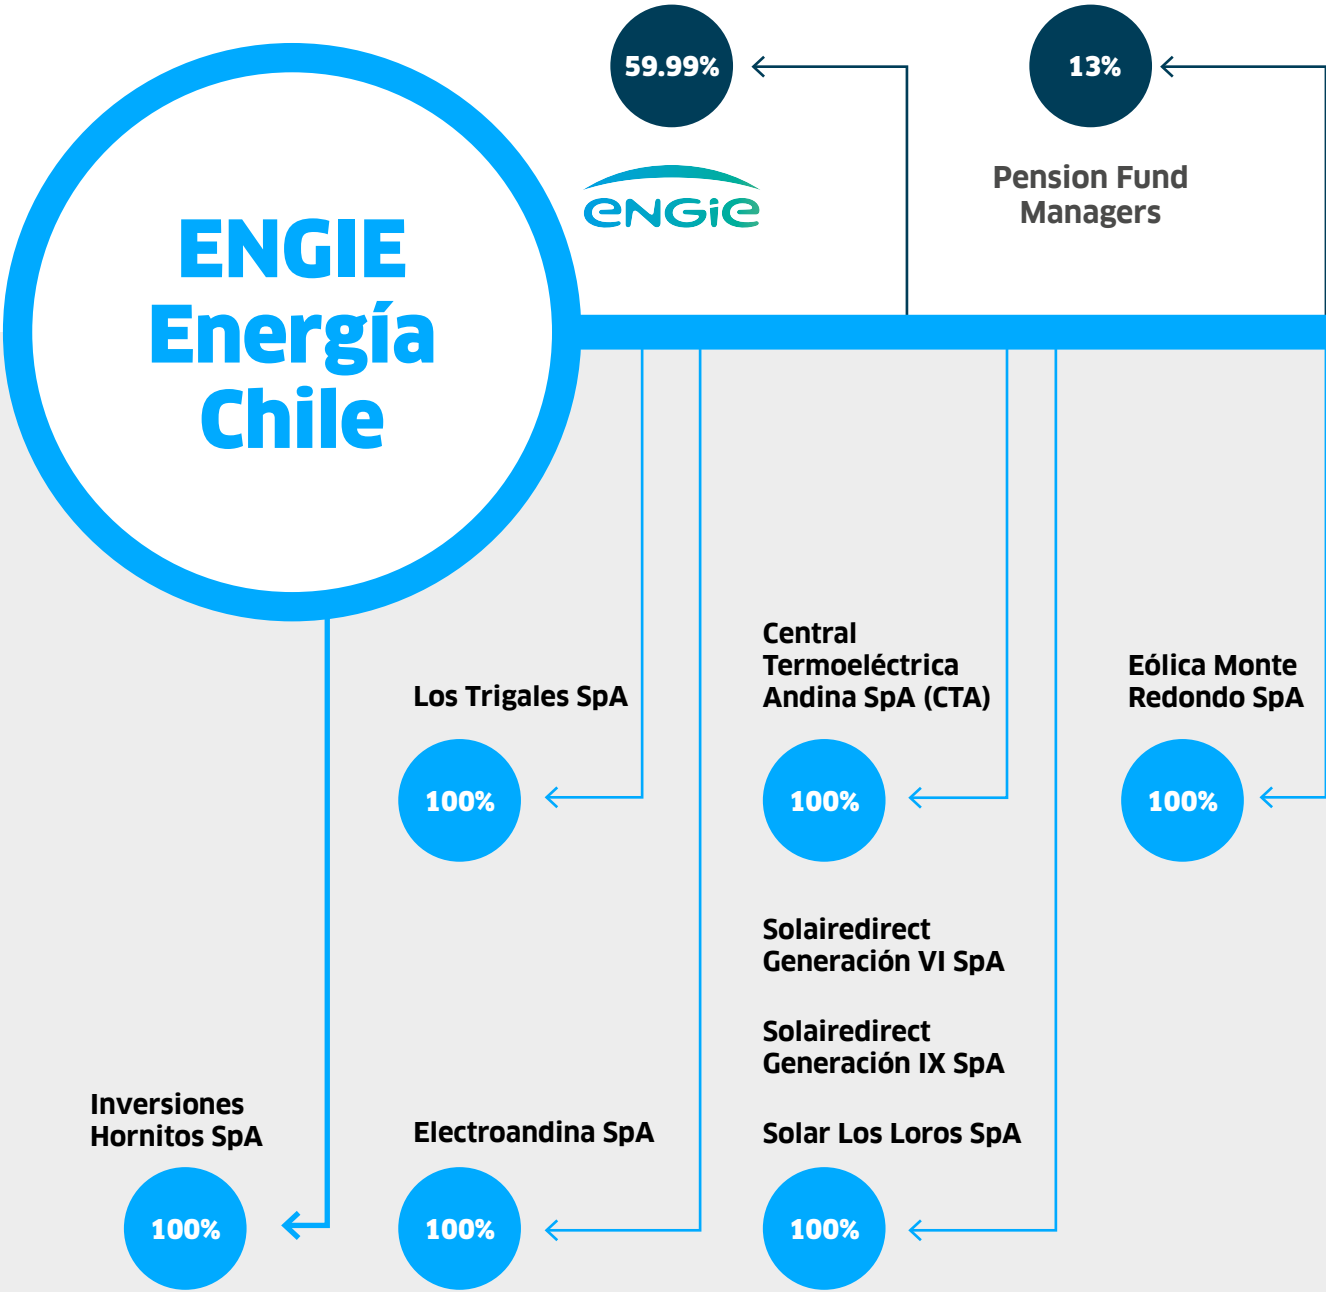 59.99%
13%
ENGIE
Pension Fund
Managers
ENGIE
Energía
Chile
Central
Termoeléctrica
Andina SpA (CTA)
Eólica Monte
Redondo SpA
Los Trigales SpA
100%
100%
100%
Solairedirect
Generación VI SpA
Solairedirect
Generación IX SpA
Inversiones
Hornitos SpA
Electroandina SpA
Solar Los Loros SpA
100%
100%
100%